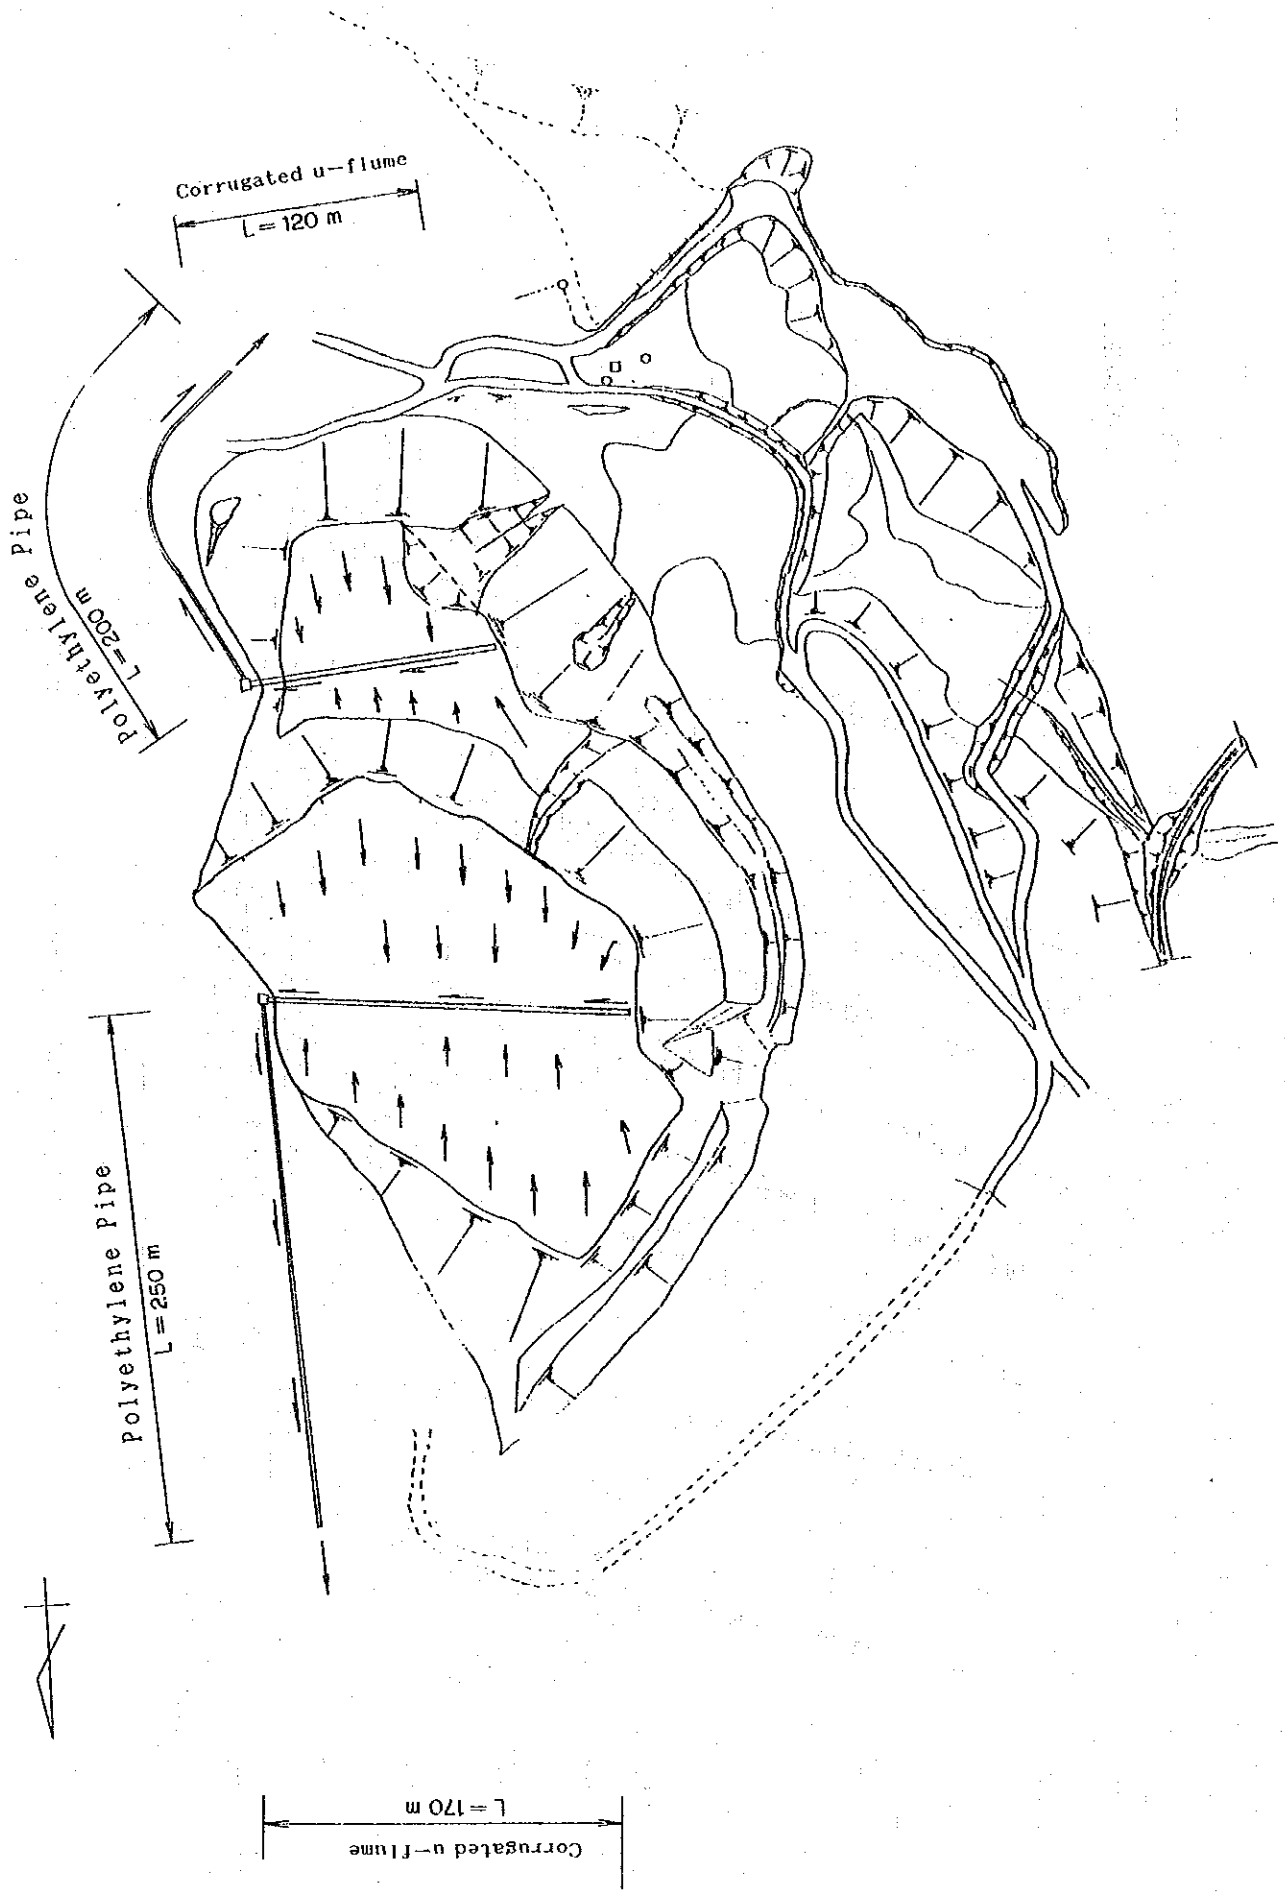 Corrugated u-flume
L=120 m
Polyethylene Pipe
L=200 m
Polyethylene Pipe
L=250 m
L=170 m
Corrugated u-flume